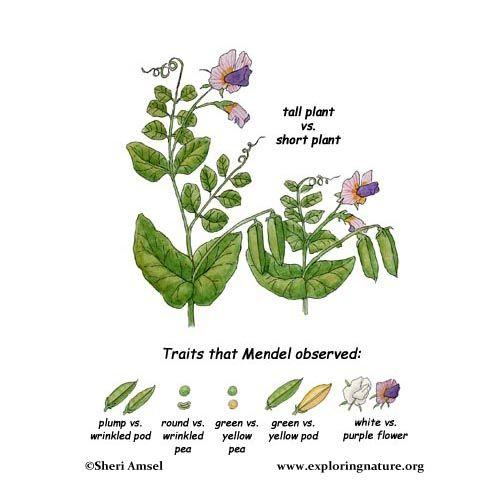 tall plant
vs.
short plant
Traits that Mendel observed:
plump vs.
wrinkled pod
round vs.
wrinkled
pea
green vs.
yellow
pea
green vs.
yellow pod
white vs.
purple flower
©Sheri Amsel
www.exploringnature.org